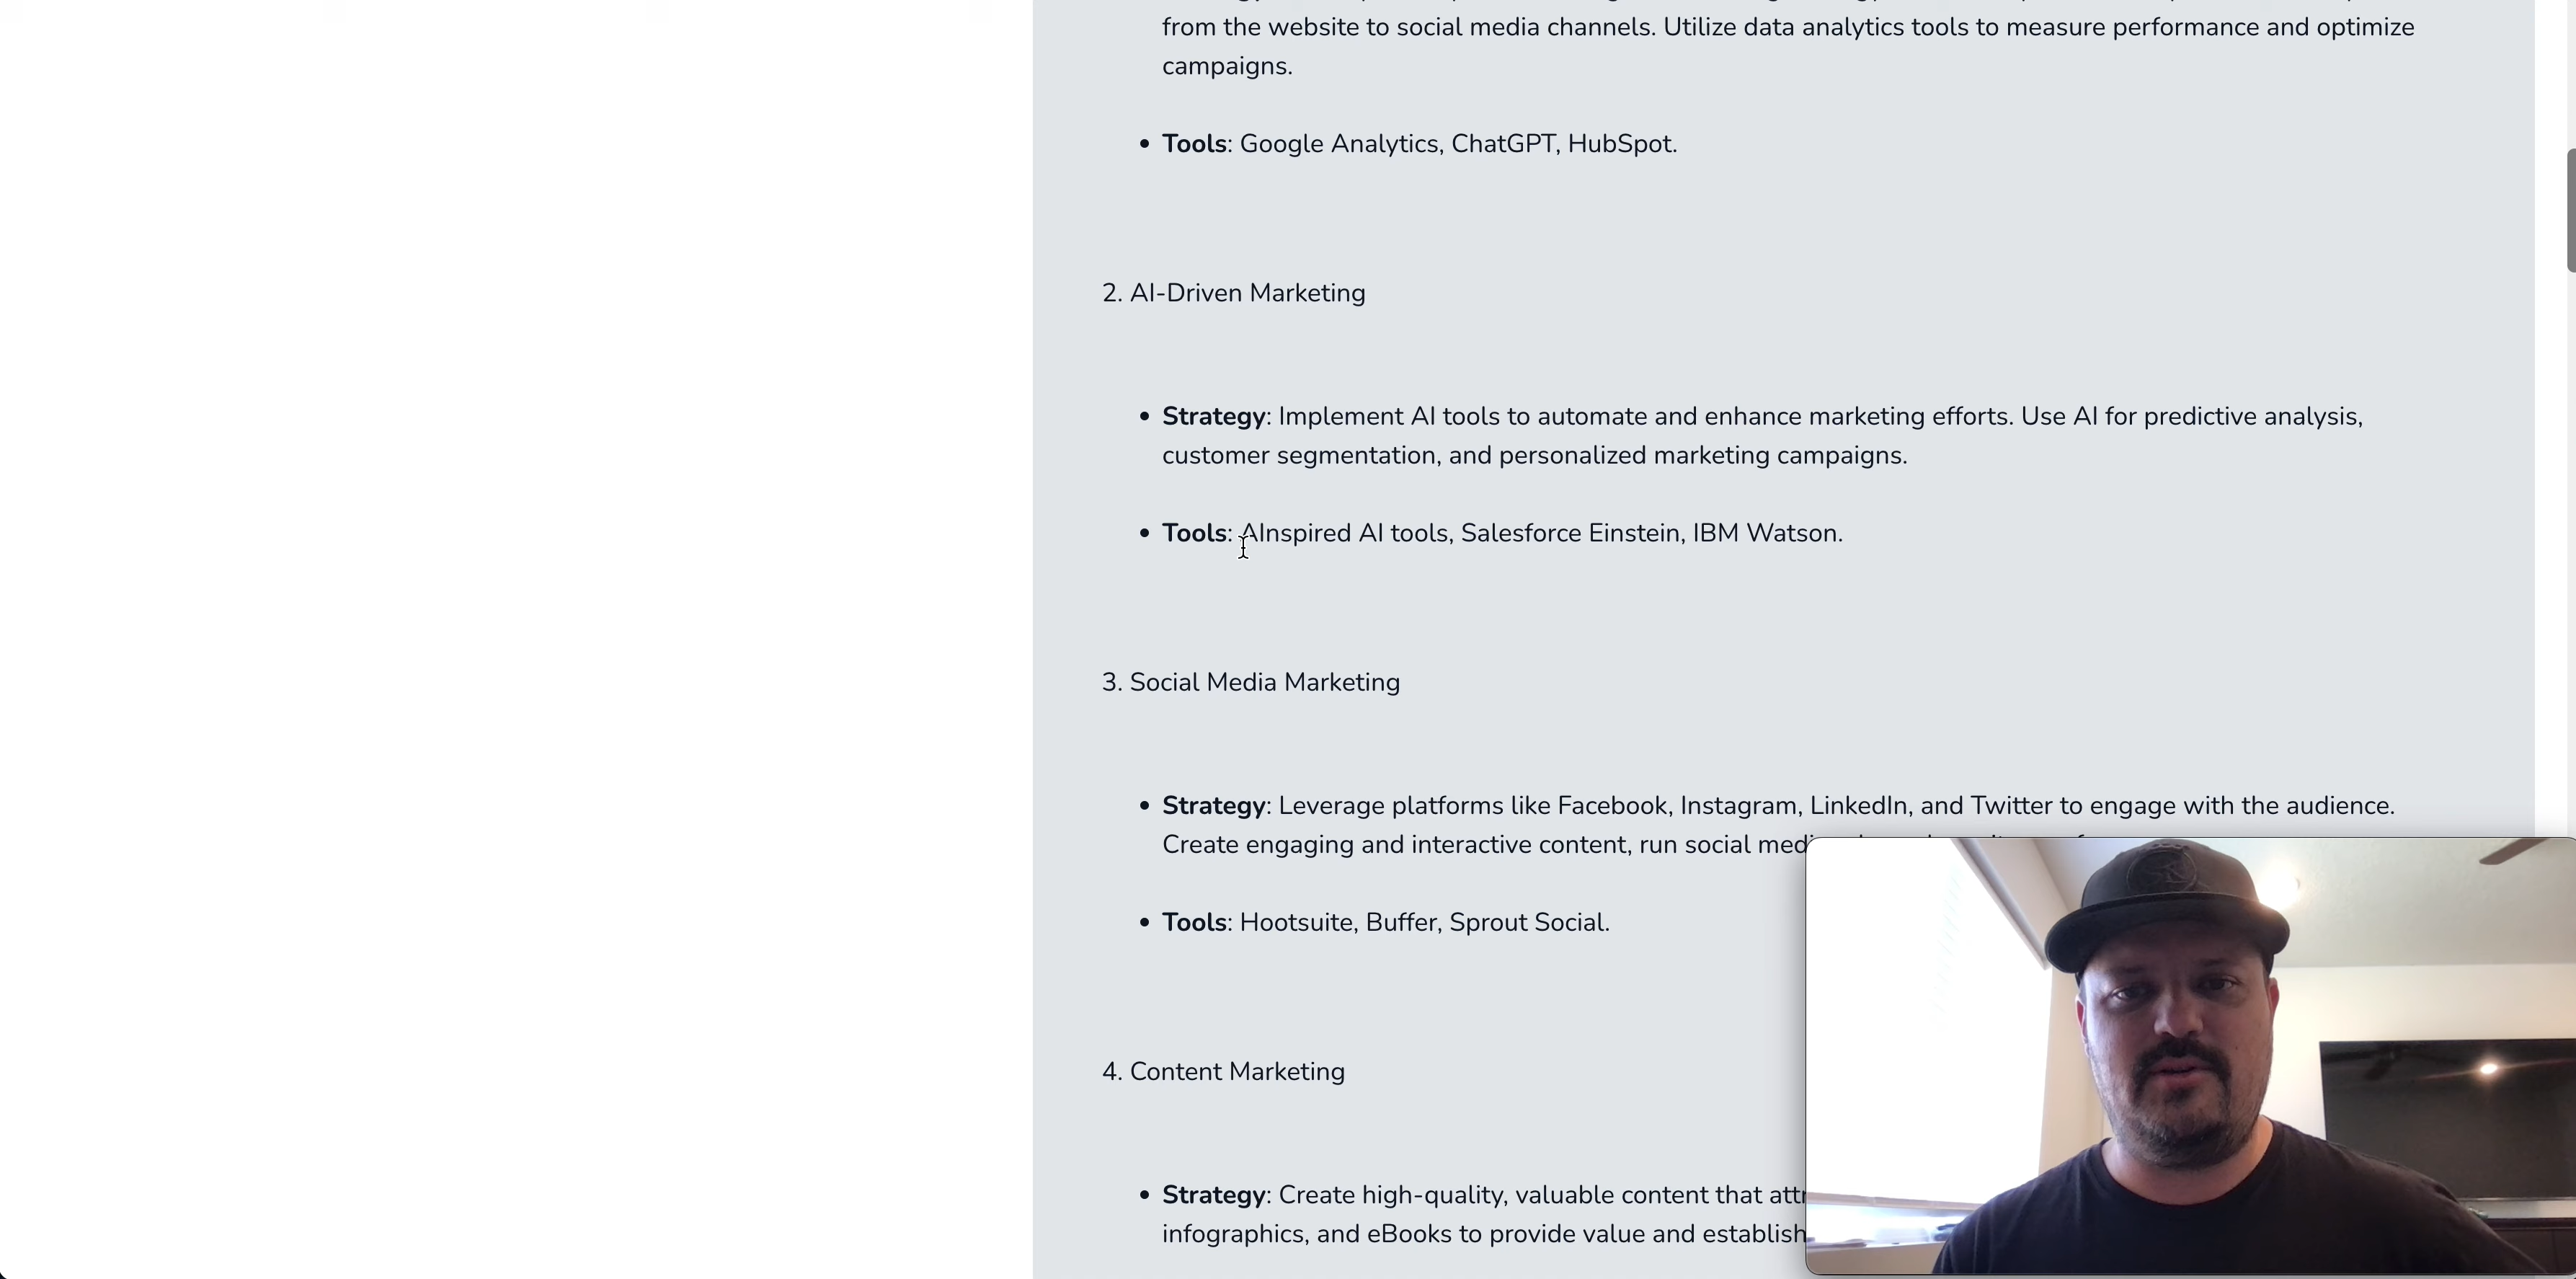 from the website to social media channels. Utilize data analytics tools to measure performance and optimize
campaigns.
• Tools: Google Analytics, ChatGPT, HubSpot.
2. AI-Driven Marketing
• Strategy: Implement AI tools to automate and enhance marketing efforts. Use AI for predictive analysis,
customer segmentation, and personalized marketing campaigns.
• Tools: AInspired AI tools, Salesforce Einstein, IBM Watson.
3. Social Media Marketing
• Strategy: Leverage platforms like Facebook, Instagram, LinkedIn, and Twitter to engage with the audience.
Create engaging and interactive content, run social
• Tools: Hootsuite, Buffer, Sprout Social.
4. Content Marketing
• Strategy: Create high-quality, valuable content that
infographics, and eBooks to provide value and establish